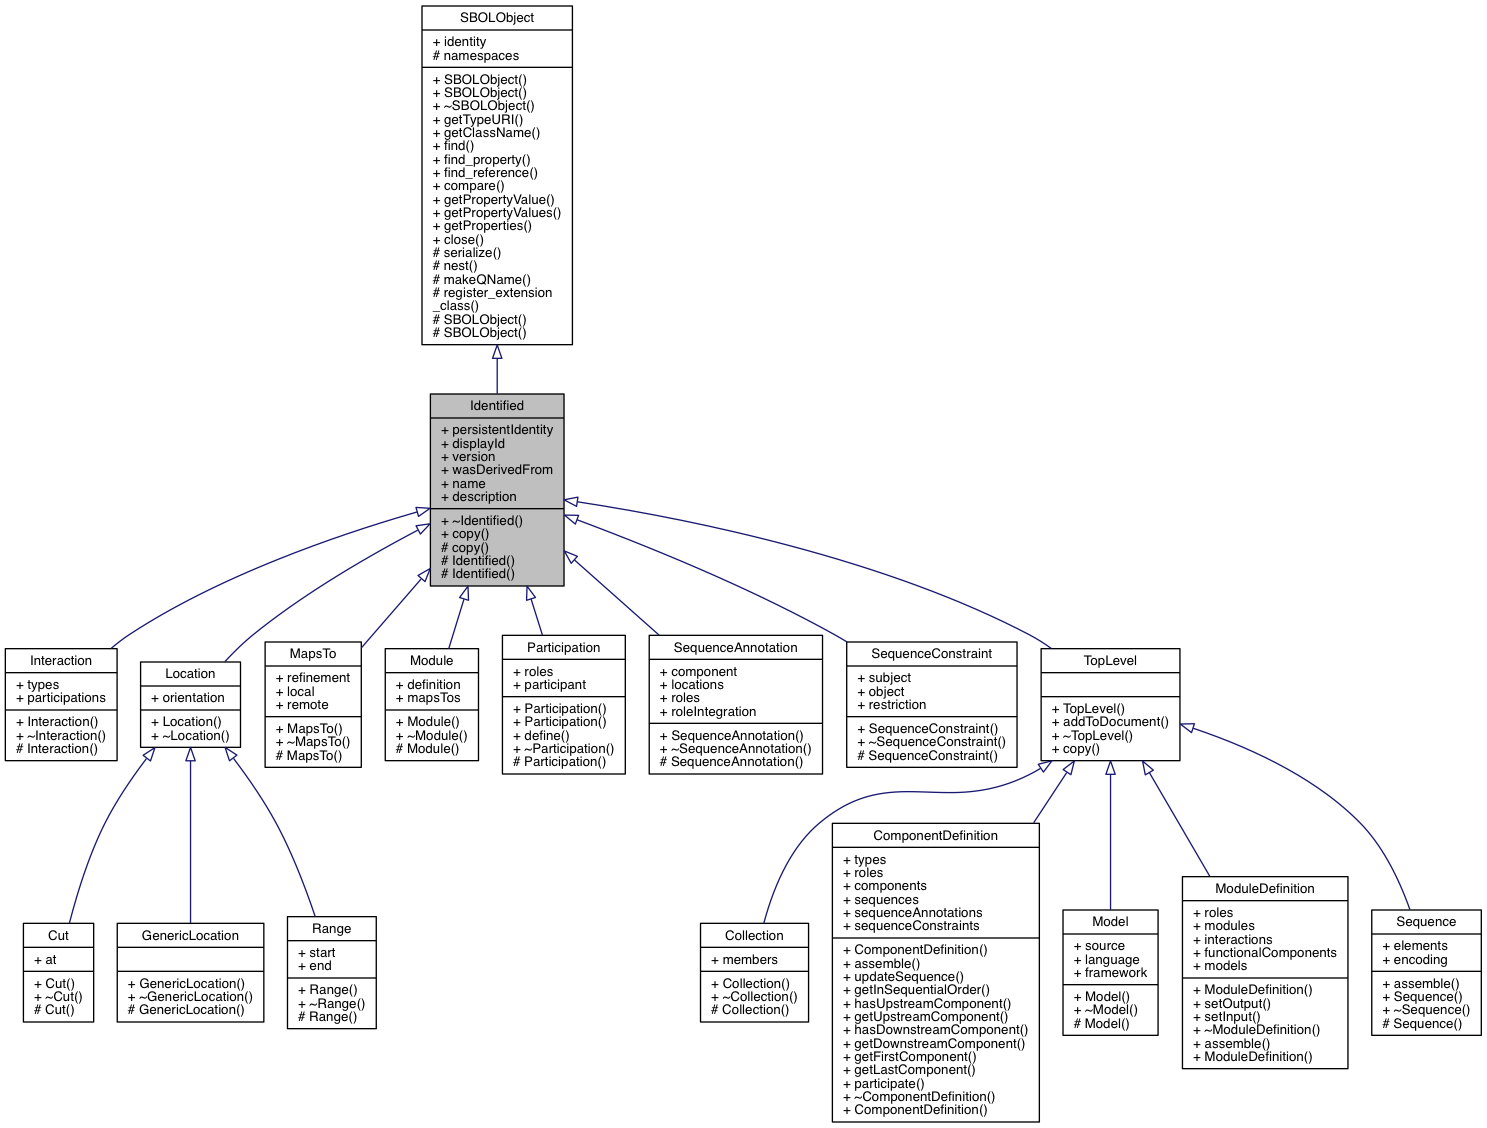 SBOLObject
+ identity
# namespaces
+ SBOLObject()
+ SBOLObject()
+ ~SBOLObject()
+ getTypeURI()
+ getClassName()
+ find()
+ find_property()
+ find_reference()
+ compare()
+ getPropertyValue()
+ getPropertyValues()
+ getProperties()
+ close()
# serialize()
# nest()
# makeQName()
# register_extension
_class()
# SBOLObject()
# SBOLObject()
Identified
+ persistentIdentity
+ displayId
+ version
+ wasDerivedFrom
+ name
+ description
+ ~Identified()
+ copy()
# copy()
# Identified()
# Identified()
Interaction
+ types
+ participations
+ Interaction()
+ ~Interaction()
# Interaction()
Location
+ orientation
+ Location()
+ ~Location()
MapsTo
+ refinement
+ local
+ remote
+ MapsTo()
+ ~MapsTo()
# MapsTo()
Module
+ definition
+ mapsTos
+ Module()
+ ~Module()
# Module()
Participation
+ roles
+ participant
+ Participation()
+ Participation()
+ define()
+ ~Participation()
# Participation()
SequenceAnnotation
+ component
+ locations
+ roles
+ roleIntegration
+ SequenceAnnotation()
+ ~SequenceAnnotation()
# SequenceAnnotation()
SequenceConstraint
+ subject
+ object
+ restriction
+ SequenceConstraint()
+ ~SequenceConstraint()
# SequenceConstraint()
TopLevel
+ TopLevel()
+ addToDocument()
+ ~TopLevel()
+ copy()
Cut
+ at
+ Cut()
+ ~Cut()
# Cut()
GenericLocation
+ GenericLocation()
+ ~GenericLocation()
# GenericLocation()
Range
+ start
+ end
+ Range()
+ ~Range()
# Range()
Collection
+ members
+ Collection()
+ ~Collection()
# Collection()
ComponentDefinition
+ types
+ roles
+ components
+ sequences
+ sequenceAnnotations
+ sequenceConstraints
+ ComponentDefinition()
+ assemble()
+ updateSequence()
+ getInSequentialOrder()
+ hasUpstreamComponent()
+ getUpstreamComponent()
+ hasDownstreamComponent()
+ getDownstreamComponent()
+ getFirstComponent()
+ getLastComponent()
+ participate()
+ ~ComponentDefinition()
+ ComponentDefinition()
Model
+ source
+ language
+ framework
+ Model()
+ ~Model()
# Model()
ModuleDefinition
+ roles
+ modules
+ interactions
+ functionalComponents
+ models
+ ModuleDefinition()
+ setOutput()
+ setInput()
+ ~ModuleDefinition()
+ assemble()
+ ModuleDefinition()
Sequence
+ elements
+ encoding
+ assemble()
+ Sequence()
+ ~Sequence()
# Sequence()